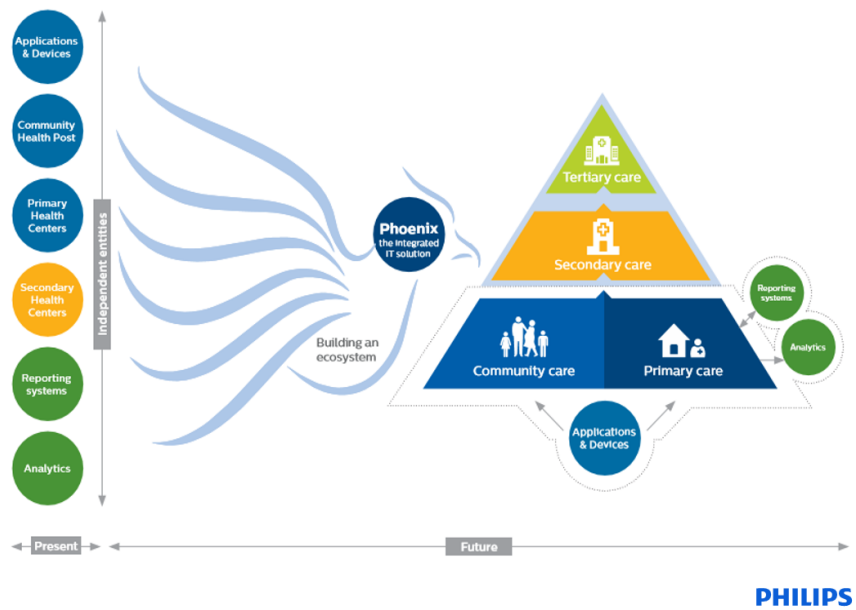 Applications
& Devices
Community
Health Post
Primary
Health
Centers
Secondary
Health
Centers
Reporting
systems
Analytics
Independent entities
Phoenix
the integrated
IT solution
Building an
ecosystem
Tertiary care
Secondary care
Community care
Primary care
Reporting
systems
Analytics
Applications
& Devices
Present
Future
PHILIPS